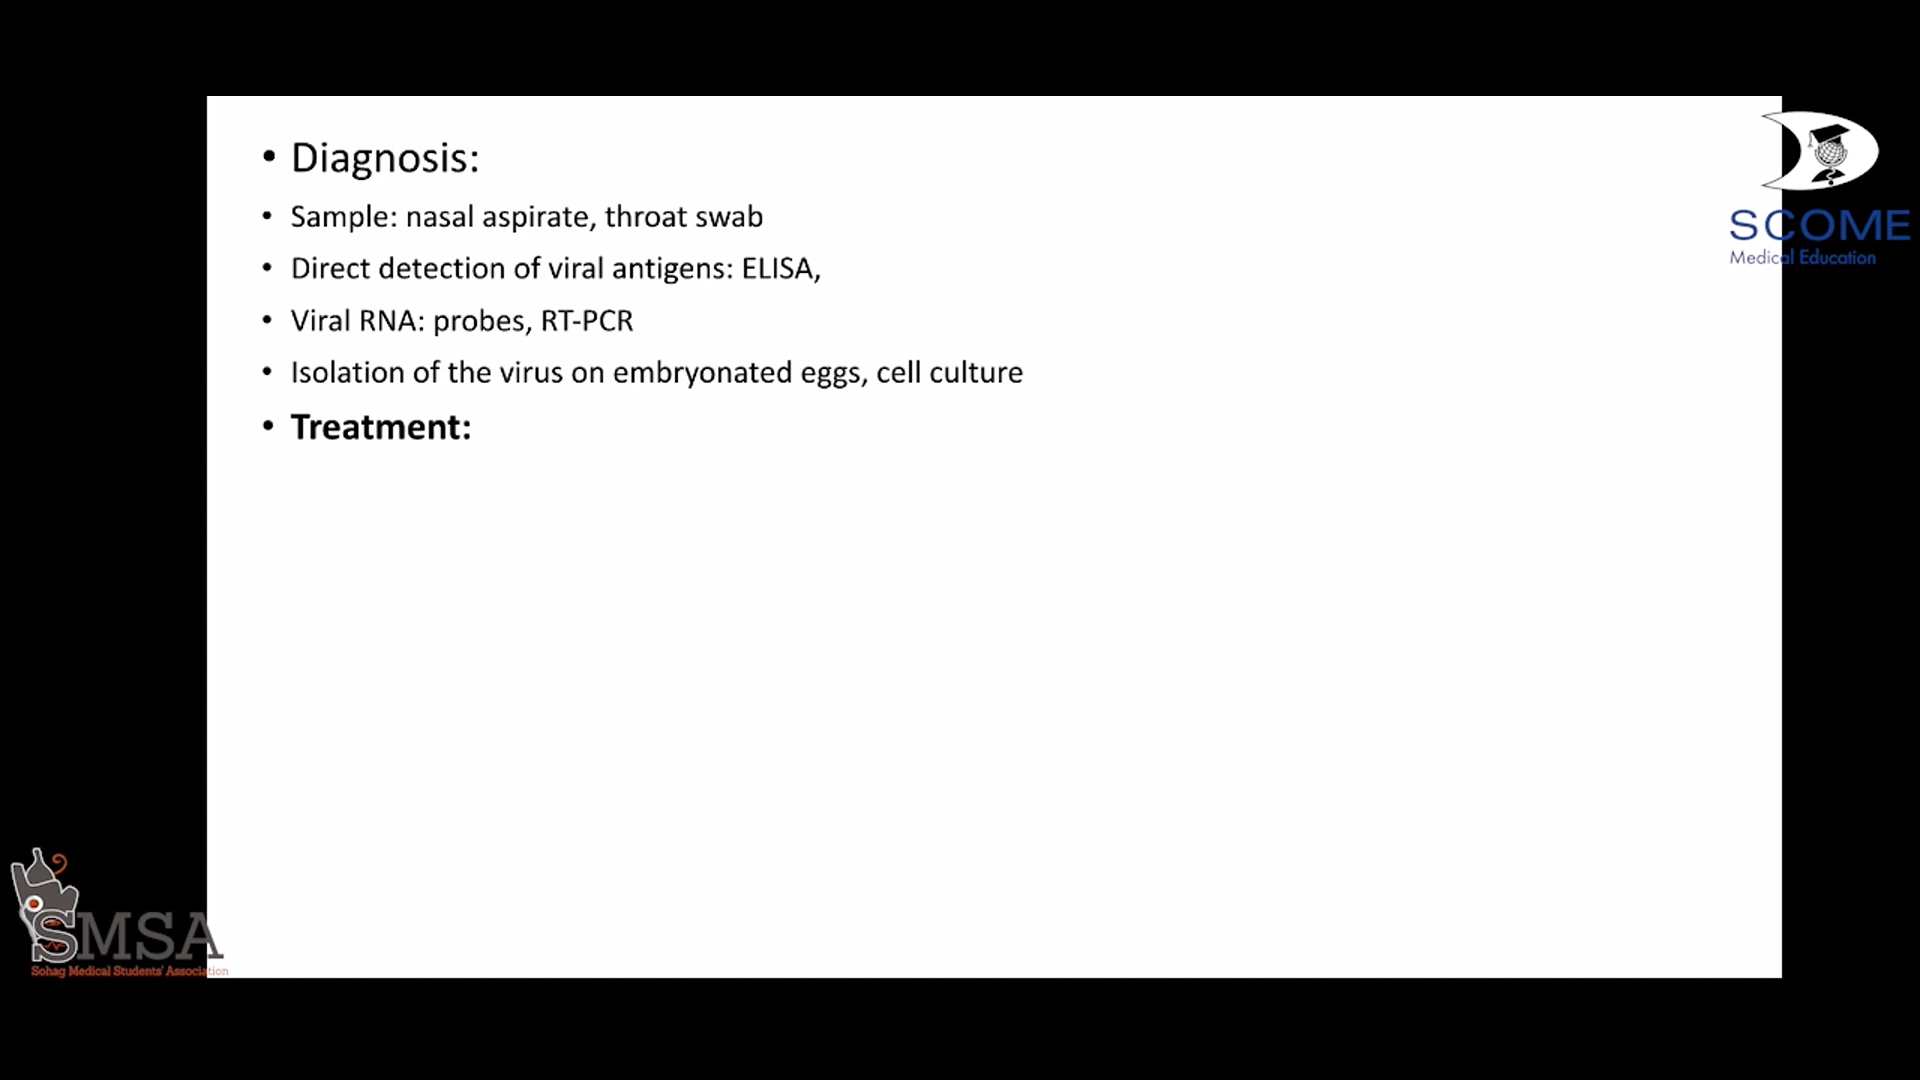 • Diagnosis:
• Sample: nasal aspirate, throat swab
• Direct detection of viral antigens: ELISA,
• Viral RNA: probes, RT-PCR
• Isolation of the virus on embryonated eggs, cell culture
• Treatment:
SCOME
Medical Education
SMSA
Sohag Medical Students' Association